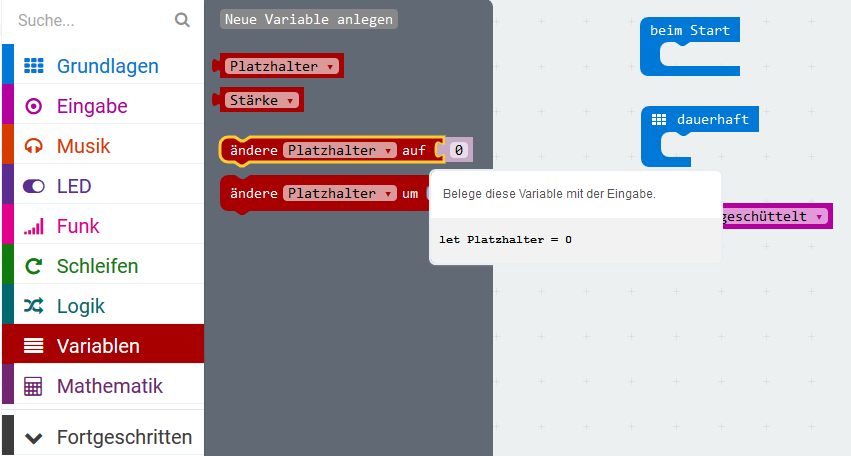 Suche...
Grundlagen
Eingabe
Musik
LED
Funk
Schleifen
Logik
Variablen
Mathematik
Fortgeschritten
Neue Variable anlegen
Platzhalter
Stärke
ändere Platzhalter auf 0
ändere Platzhalter um
Belege diese Variable mit der Eingabe.
let Platzhalter = 0
beim Start
dauerhaft
geschüttelt